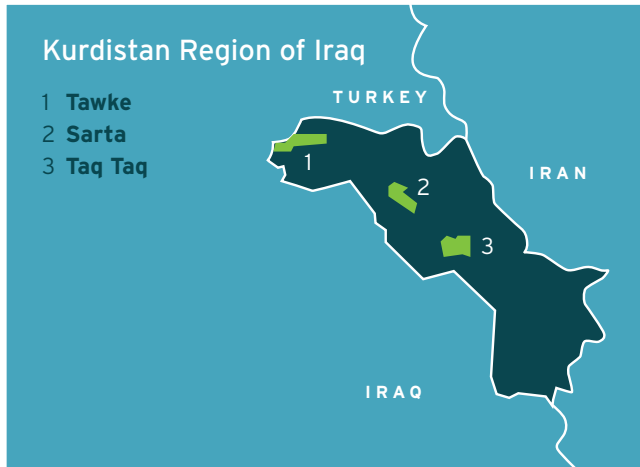 Kurdistan Region of Iraq
1 Tawke
2 Sarta
3 Taq Taq
TURKEY
IRAN
1
2
3
IRAQ